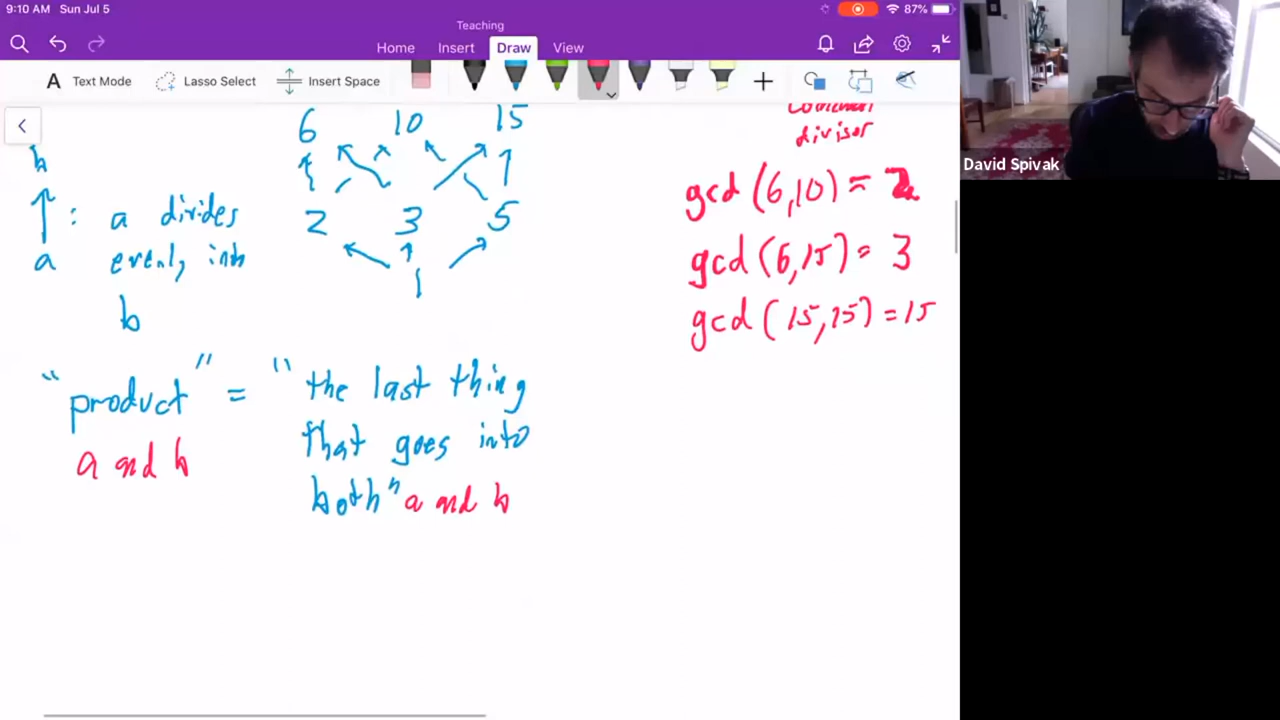 9:10 AM Sun Jul 5
87%
Teaching
Home Insert Draw View
A Text Mode Lasso Select Insert Space
David Spivak
6 10 15
b
2 3 5
: a divides
a evenly into
1
b
common
divisor
gcd (6,10) = 2
gcd (6,15) = 3
gcd (15,15) = 15
"product" = "the last thing
that goes into
a and b
both" a and b